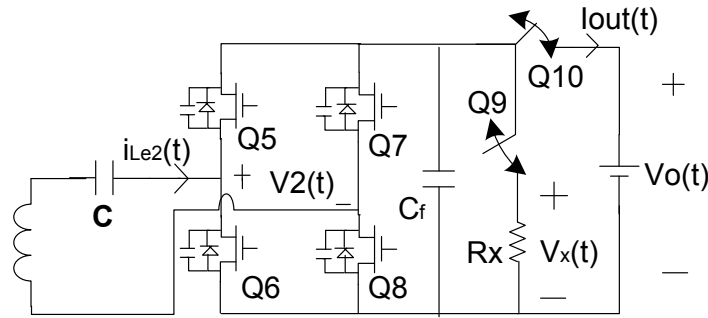 Iout(t)
Q10
Q9
Q5
Q7
iLe2(t)
+
V2(t)
−
C
Cf
+
Rx
Vx(t)
−
+
Vo(t)
−
Q6
Q8